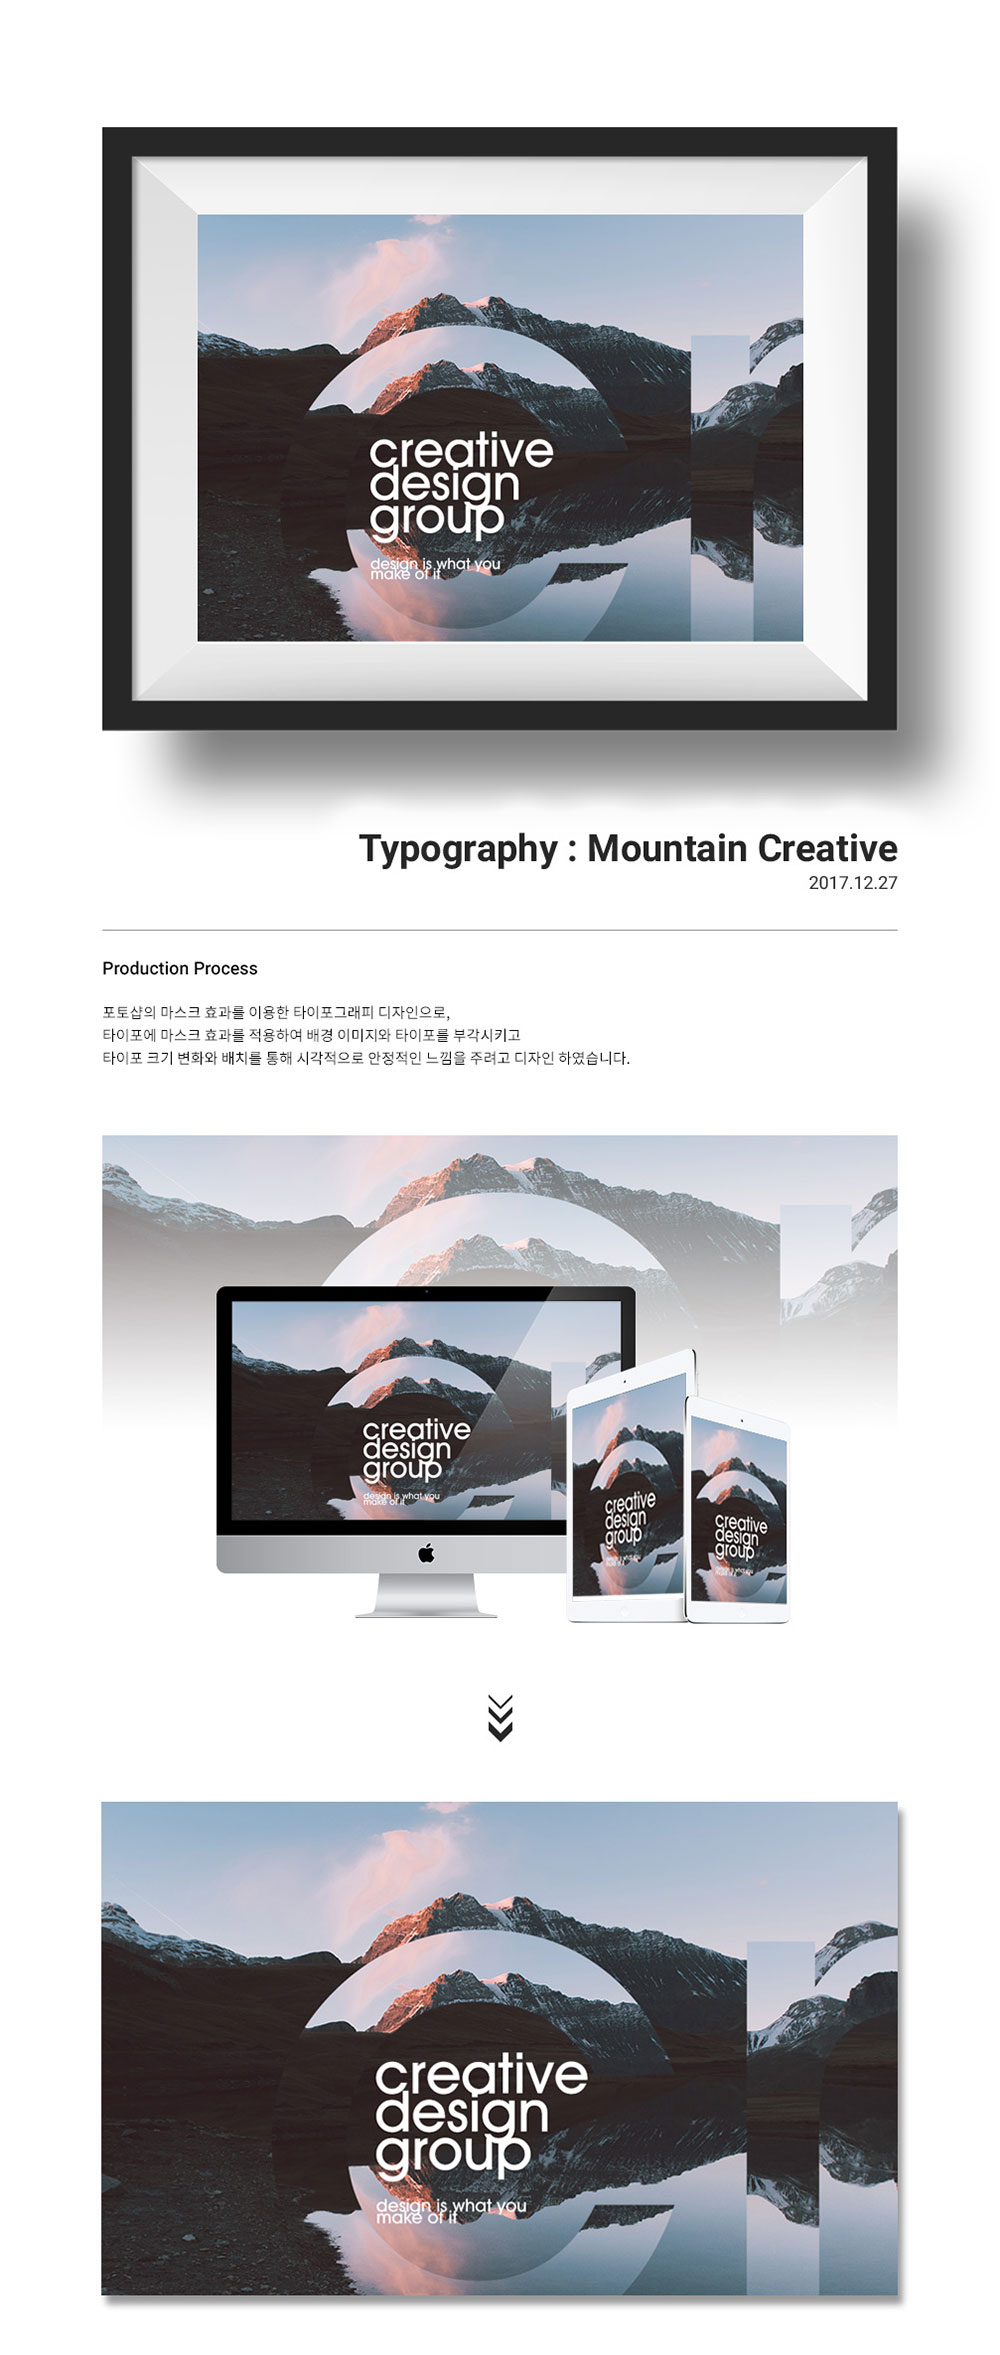 creative
design
group
design is what you
make of it
Typography : Mountain Creative
2017.12.27
Production Process
포토샵의 마스크 효과를 이용한 타이포그래피 디자인으로,
타이포에 마스크 효과를 적용하여 배경 이미지와 타이포를 부각시키고
타이포 크기 변화와 배치를 통해 시각적으로 안정적인 느낌을 주려고 디자인 하였습니다.
creative
design
group
design is what you
make of it
creative
design
group
creative
design
group
creative
design
group
design is what you
make of it